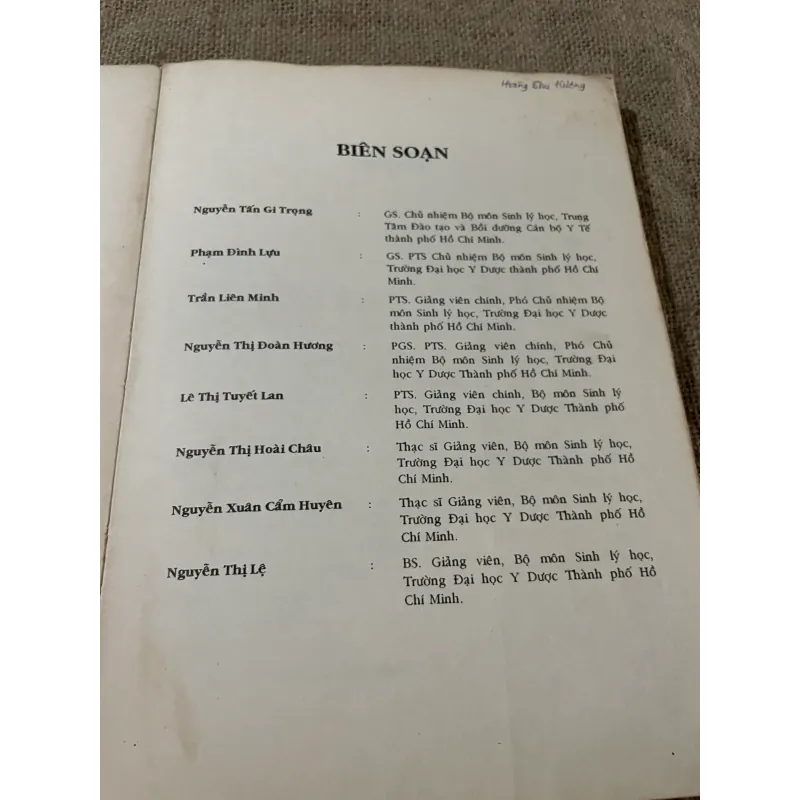 Hoàng Thu Hương
BIÊN SOẠN
Nguyễn Tấn Gi Trọng : GS. Chủ nhiệm Bộ môn Sinh lý học, Trung
Tâm Đào tạo và Bồi dưỡng Cán bộ Y Tế
thành phố Hồ Chí Minh.
Phạm Đình Lựu : GS. PTS Chủ nhiệm Bộ môn Sinh lý học,
Trường Đại học Y Dược thành phố Hồ Chí
Minh.
Trần Liên Minh : PTS. Giảng viên chính, Phó Chủ nhiệm Bộ
môn Sinh lý học, Trường Đại học Y Dược
thành phố Hồ Chí Minh.
Nguyễn Thị Đoàn Hương : PGS. PTS. Giảng viên chính, Phó Chủ
nhiệm Bộ môn Sinh lý học, Trường Đại
học Y Dược Thành phố Hồ Chí Minh.
Lê Thị Tuyết Lan : PTS. Giảng viên chính, Bộ môn Sinh lý
học, Trường Đại học Y Dược Thành phố
Hồ Chí Minh.
Nguyễn Thị Hoài Châu : Thạc sĩ Giảng viên, Bộ môn Sinh lý học,
Trường Đại học Y Dược Thành phố Hồ
Chí Minh.
Nguyễn Xuân Cẩm Huyên : Thạc sĩ Giảng viên, Bộ môn Sinh lý học,
Trường Đại học Y Dược Thành phố Hồ
Chí Minh.
Nguyễn Thị Lệ : BS. Giảng viên, Bộ môn Sinh lý học,
Trường Đại học Y Dược Thành phố Hồ
Chí Minh.